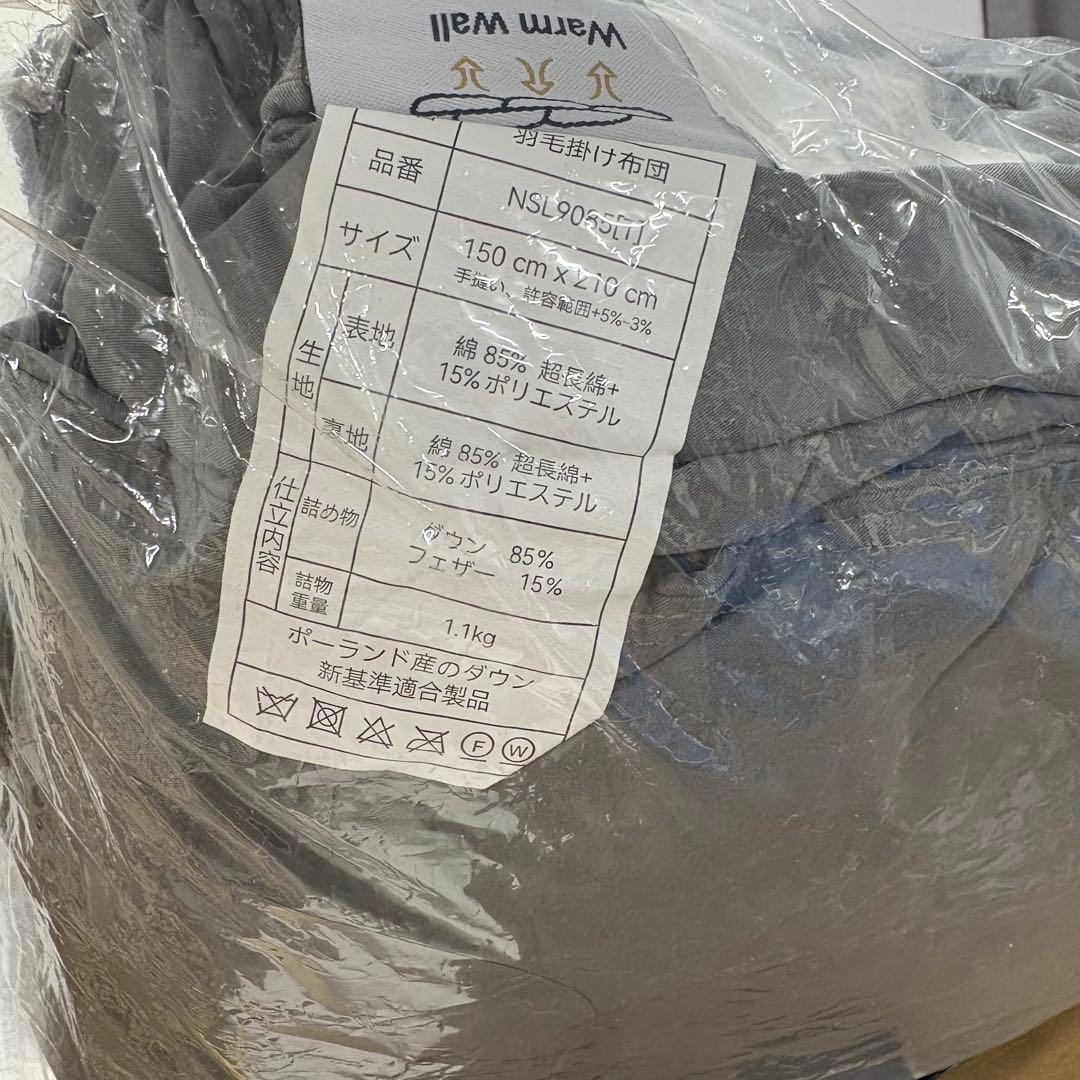 Warm Wall
羽毛掛け布団
品番
サイズ
150 cm x 210 cm
手縫い、許容範囲+5%-3%
生地
表地
綿 85% 超長綿+
15% ポリエステル
裏地
綿 85% 超長綿+
15% ポリエステル
仕立内容
詰め物
ダウン 85%
フェザー 15%
詰物
重量
1.1kg
ポーランド産のダウン
新基準適合製品
F W